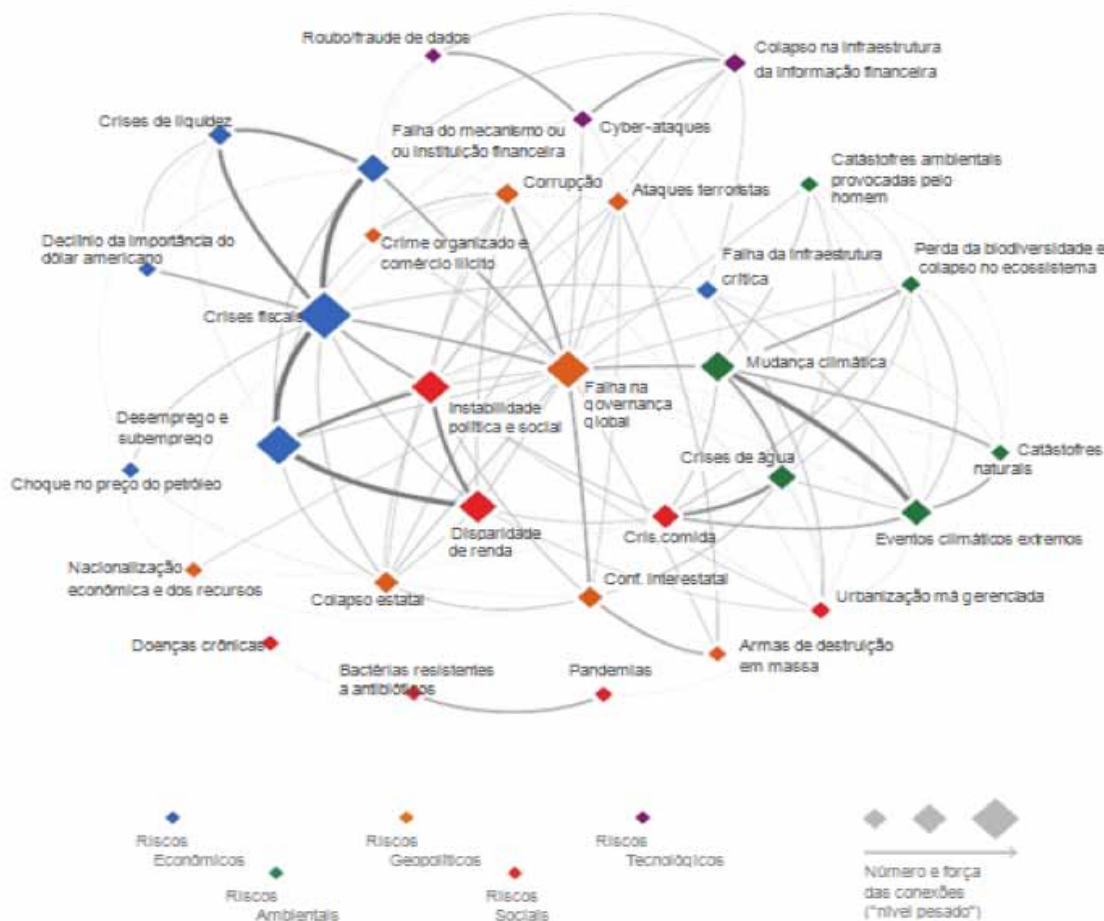 Roubo/fraude de dados
Colapso na Infraestrutura
da Informação financeira
Crises de liquidez
Falha do mecanismo ou
ou Instituição financeira
Cyber-ataques
Corrupção
Ataques terroristas
Catástofres ambientais
provocadas pelo
homem
Declínio da Importância do
dólar americano
Crime organizado e
comércio Ilícito
Falha da Infraestrutura
crítica
Perda da biodiversidade e
colapso no ecossistema
Crises fiscais
Mudança climática
Falha na
governança
global
Instabilidade
política e social
Desemprego e
subemprego
Crises de água
Catástofres
naturais
Choque no preço do petróleo
Disparidade
de renda
Cris.comida
Eventos climáticos extremos
Nacionalização
econômica e dos recursos
Colapso estatal
Conf. Interestatal
Urbanização má gerenciada
Doenças crônicas
Bactérias resistentes
a antibióticos
Pandemias
Armas de destruição
em massa
Riscos
Econômicos
Riscos
Geopolíticos
Riscos
Tecnológicos
Riscos
Ambientais
Riscos
Sociais
Número e força
das conexões
("nível pesado")